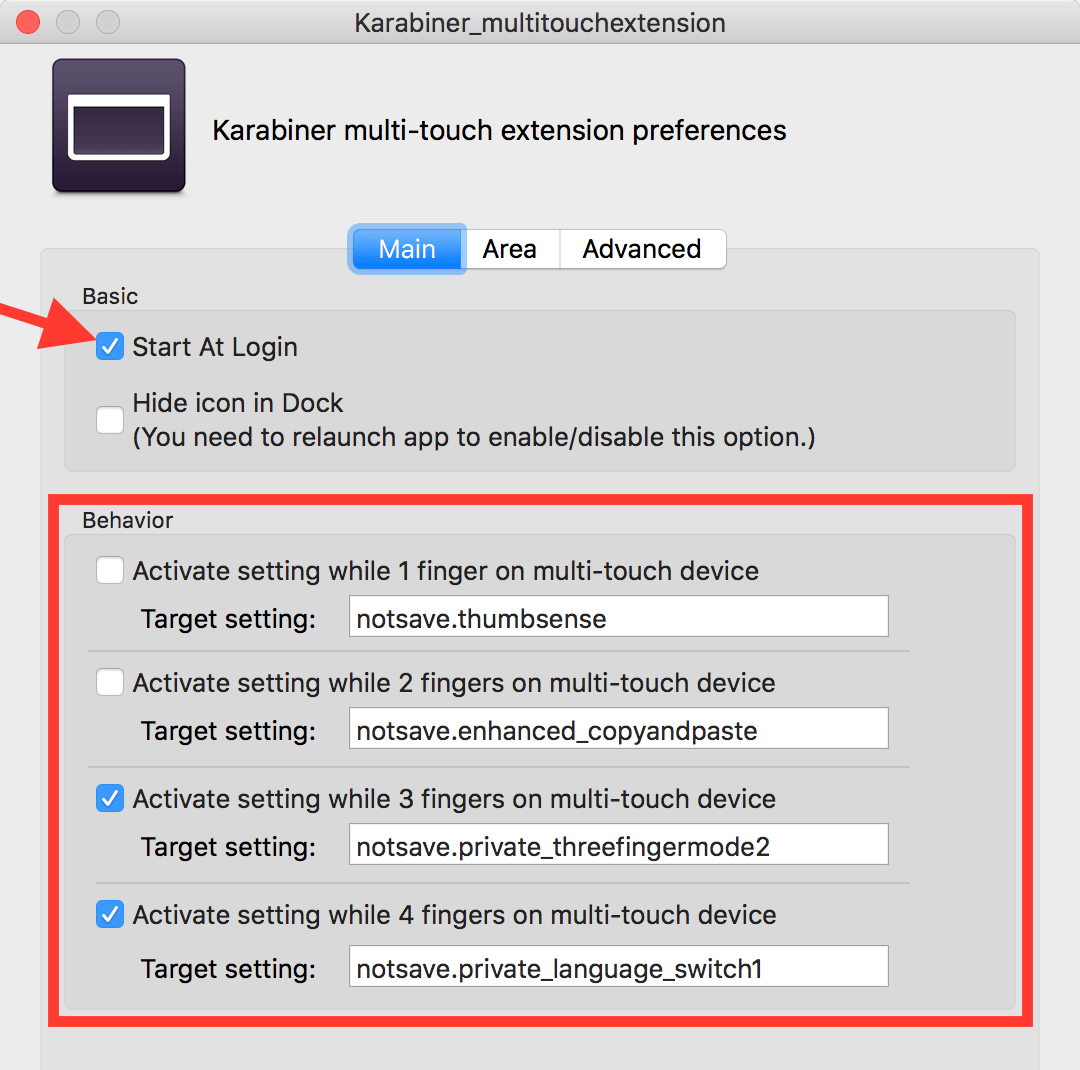 Karabiner_multitouchextension
Karabiner multi-touch extension preferences
Main Area Advanced
Basic
Start At Login
Hide icon in Dock
(You need to relaunch app to enable/disable this option.)
Behavior
Activate setting while 1 finger on multi-touch device
Target setting: notsave.thumbsense
Activate setting while 2 fingers on multi-touch device
Target setting: notsave.enhanced_copyandpaste
Activate setting while 3 fingers on multi-touch device
Target setting: notsave.private_threefingermode2
Activate setting while 4 fingers on multi-touch device
Target setting: notsave.private_language_switch1